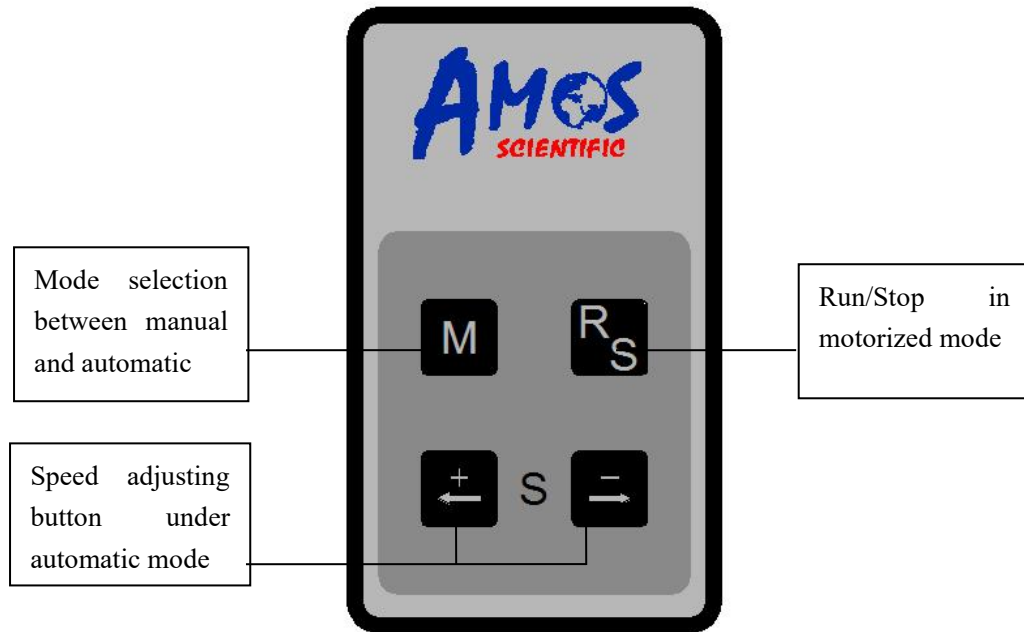 AMOS
SCIENTIFIC
Mode selection
between manual
and automatic
M
R
S
Run/Stop in
motorized mode
Speed adjusting
button under
automatic mode
+
S
−